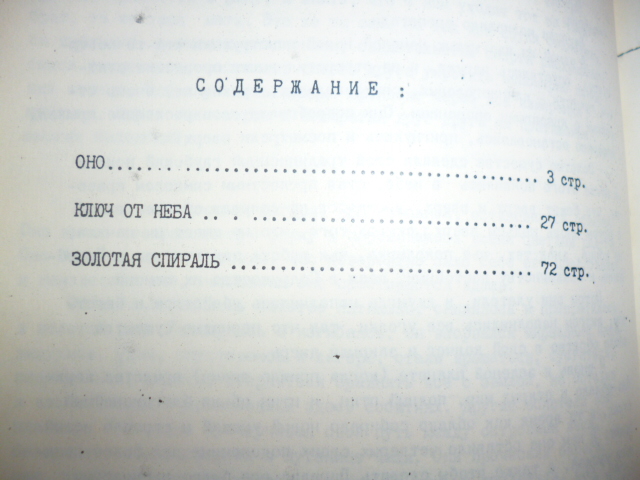 СОДЕРЖАНИЕ :
ОНО.................................................. 3 стр.
КЛЮЧ ОТ НЕБА .. . ................................ 27 стр.
ЗОЛОТАЯ СПИРАЛЬ .................................. 72 стр.